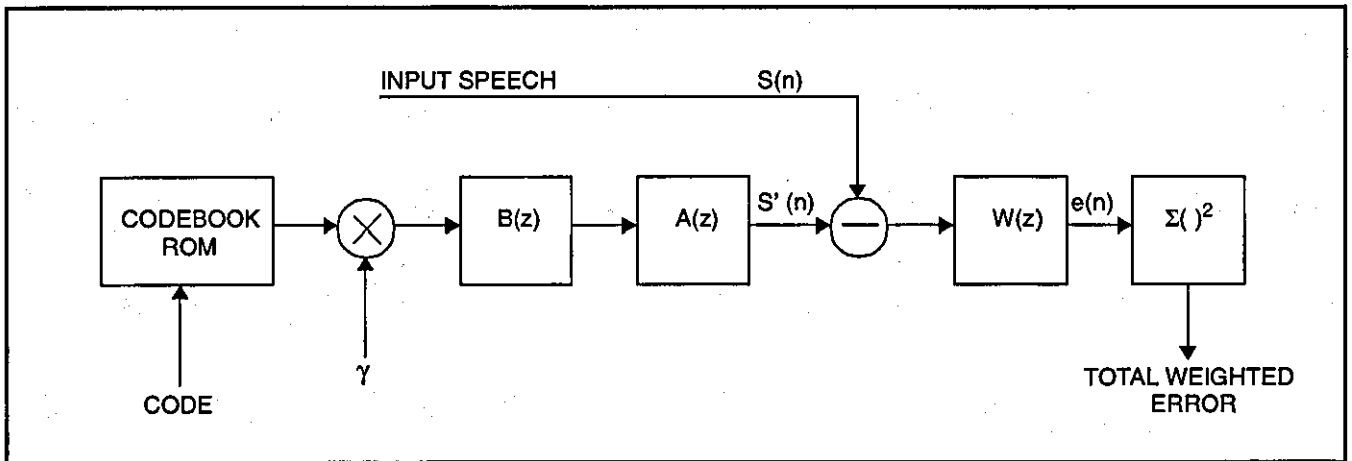 INPUT SPEECH S(n)
CODEBOOK
ROM
B(z)
A(z)
S' (n)
W(z)
e(n)
Σ( )²
γ
CODE
TOTAL WEIGHTED
ERROR